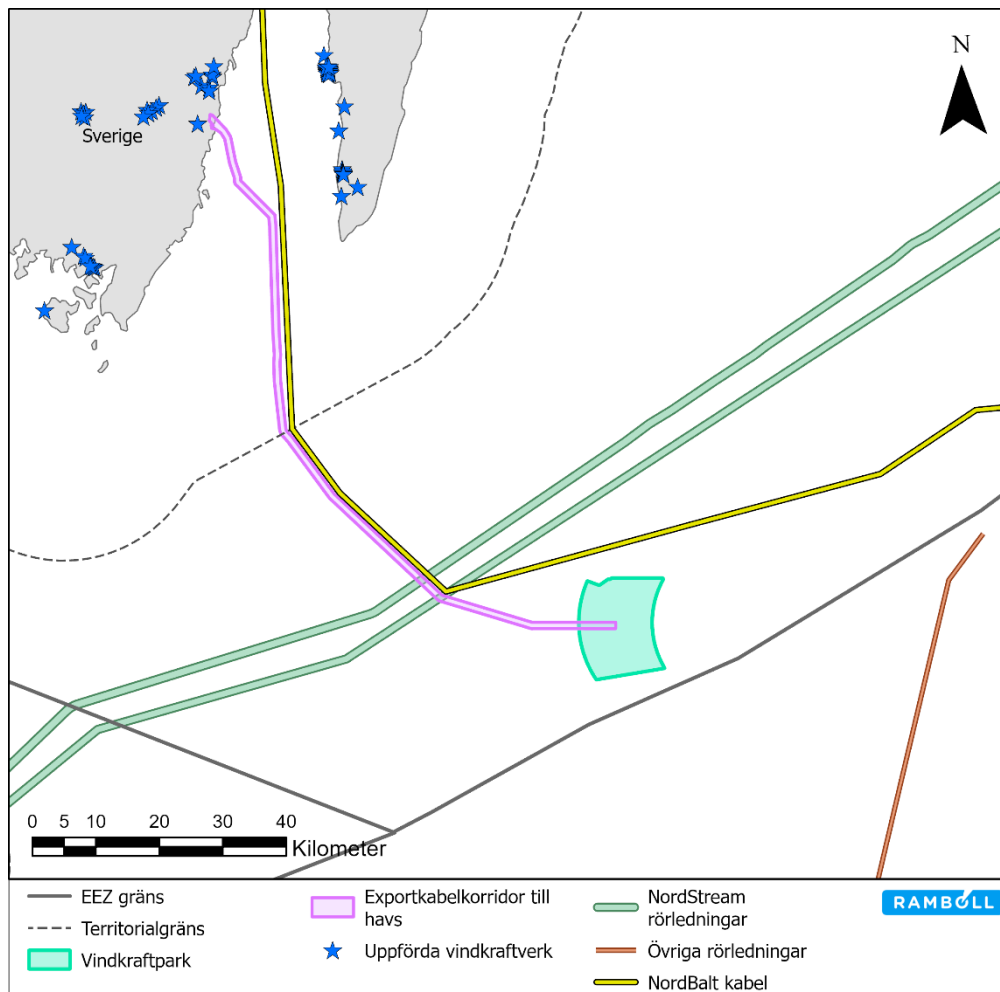 N
Sverige
0 5 10 20 30 40
Kilometer
EEZ gräns
Territorialgräns
Vindkraftpark
Exportkabelkorridor till
havs
Uppförda vindkraftverk
NordStream
rörledningar
Övriga rörledningar
NordBalt kabel
RAMBOLL